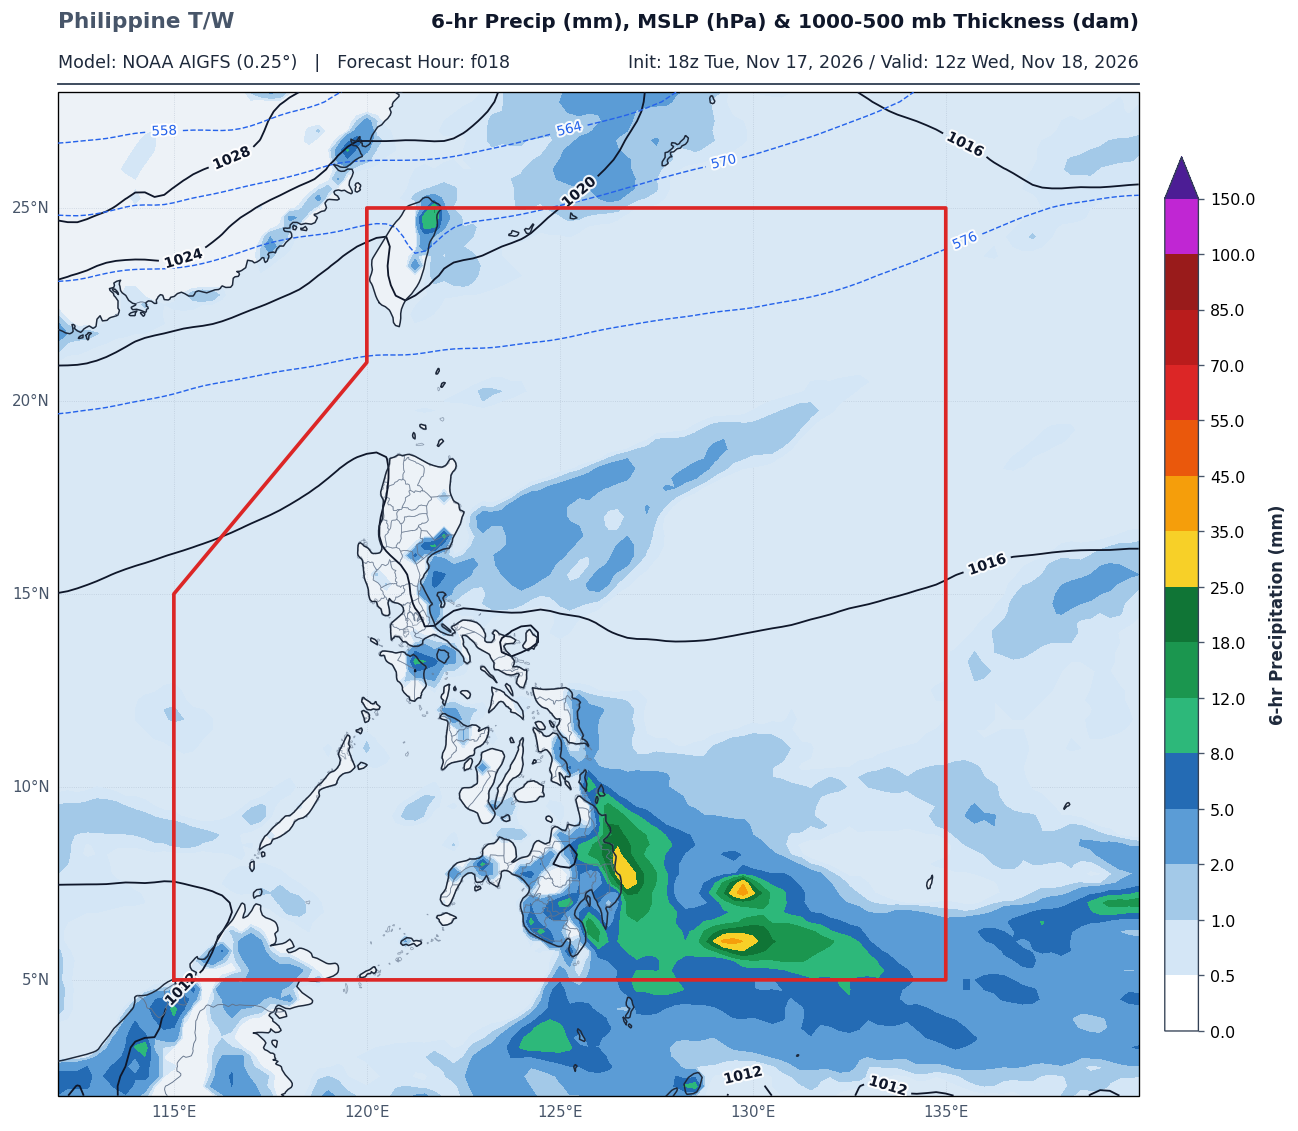 Philippine T/W
6-hr Precip (mm), MSLP (hPa) & 1000-500 mb Thickness (dam)
Model: NOAA AIGFS (0.25°) | Forecast Hour: f018
Init: 18z Tue, Nov 17, 2026 / Valid: 12z Wed, Nov 18, 2026
558
564
570
576
1028
1024
1020
1016
1016
1012
1012
1012
25°N
20°N
15°N
10°N
5°N
115°E
120°E
125°E
130°E
135°E
150.0
100.0
85.0
70.0
55.0
45.0
35.0
25.0
18.0
12.0
8.0
5.0
2.0
1.0
0.5
0.0
6-hr Precipitation (mm)